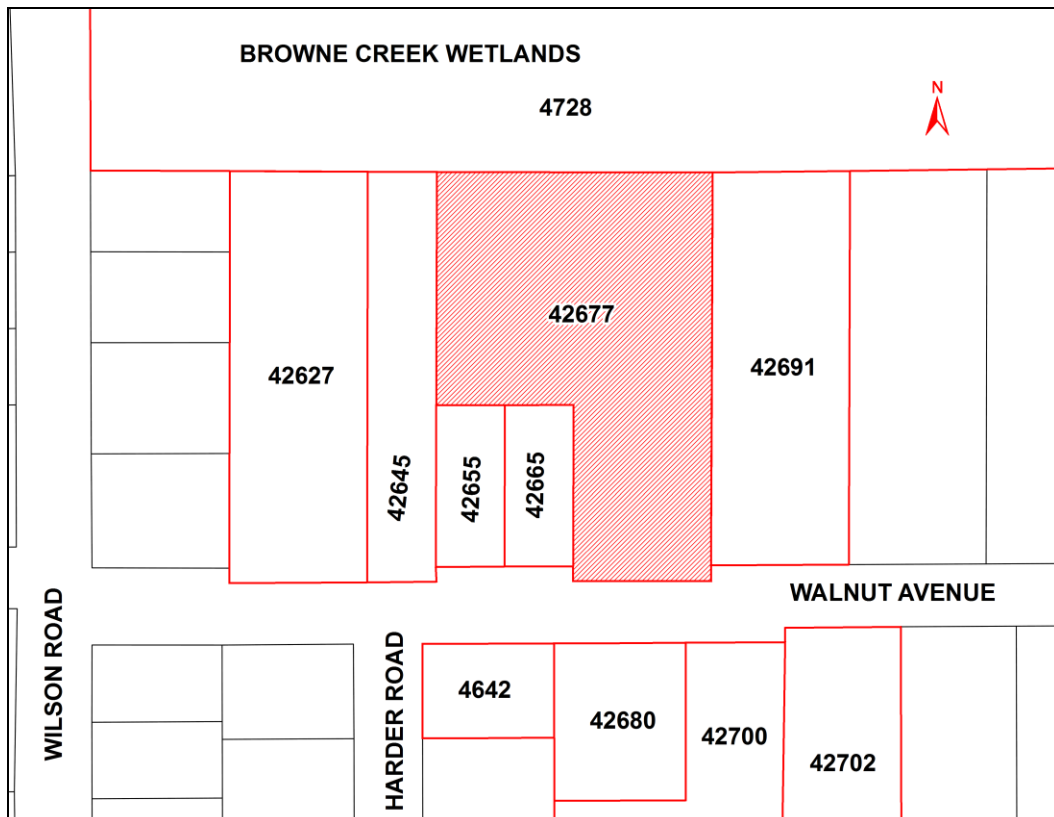 BROWNE CREEK WETLANDS
4728
N
42677
42627
42691
42645
42655
42665
WALNUT AVENUE
WILSON ROAD
HARDER ROAD
4642
42680
42700
42702